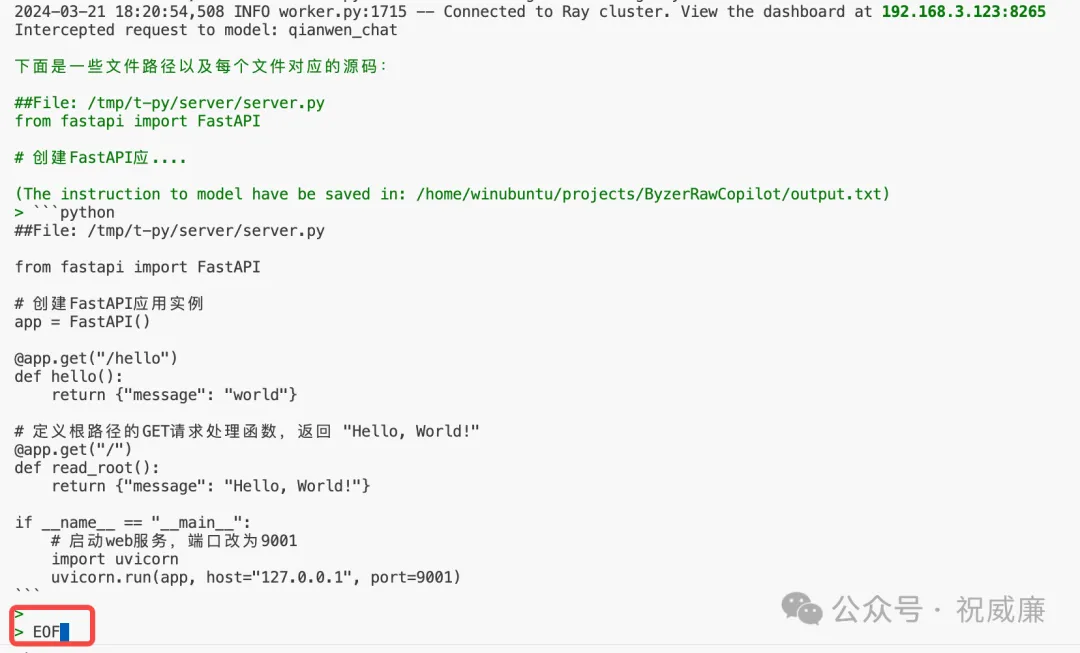 2024-03-21 18:20:54,508 INFO worker.py:1715 -- Connected to Ray cluster. View the dashboard at 192.168.3.123:8265
Intercepted request to model: qianwen_chat
下面是一些文件路径以及每个文件对应的源码：
##File: /tmp/t-py/server/server.py
from fastapi import FastAPI
# 创建FastAPI应....
(The instruction to model have be saved in: /home/winubuntu/projects/ByzerRawCopilot/output.txt)
> ```python
##File: /tmp/t-py/server/server.py
from fastapi import FastAPI
# 创建FastAPI应用实例
app = FastAPI()
@app.get("/hello")
def hello():
    return {"message": "world"}
# 定义根路径的GET请求处理函数，返回 "Hello, World!"
@app.get("/")
def read_root():
    return {"message": "Hello, World!"}
if __name__ == "__main__":
    # 启动web服务，端口改为9001
    import uvicorn
    uvicorn.run(app, host="127.0.0.1", port=9001)
```
>
> EOF
公众号 · 祝威廉